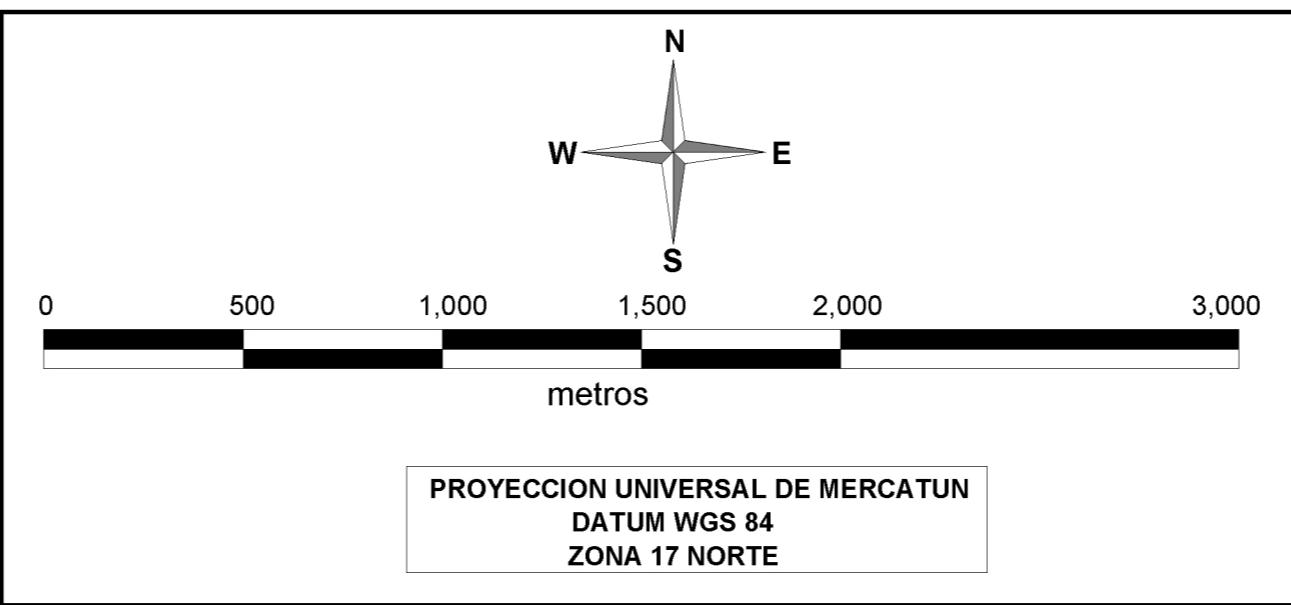 N
W E
S
0 500 1,000 1,500 2,000 3,000
metros
PROYECCION UNIVERSAL DE MERCATUN
DATUM WGS 84
ZONA 17 NORTE